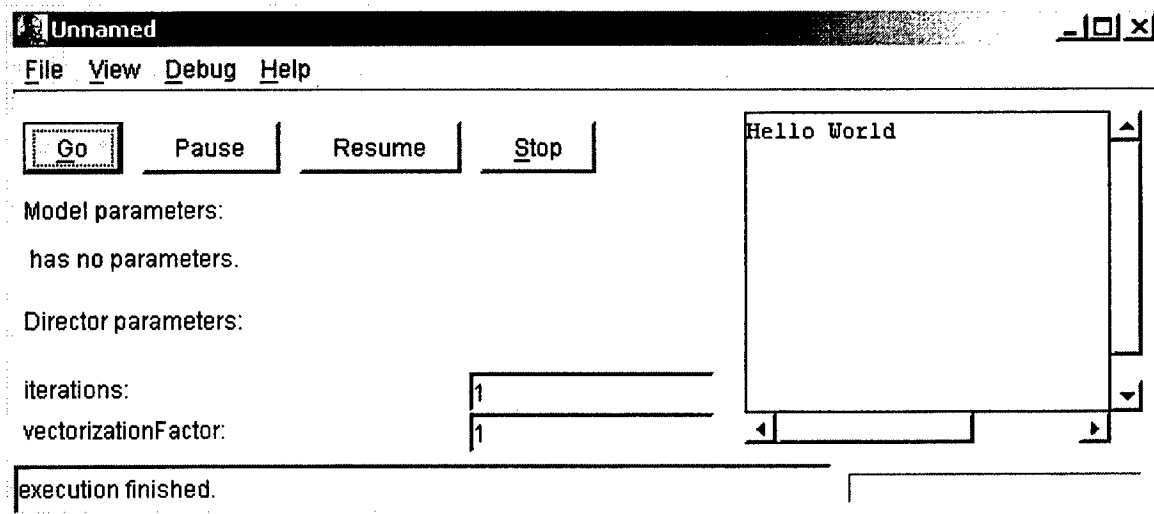 Unnamed
File View Debug Help
Go Pause Resume Stop
Hello World
Model parameters:
has no parameters.
Director parameters:
iterations: 1
vectorizationFactor: 1
execution finished.